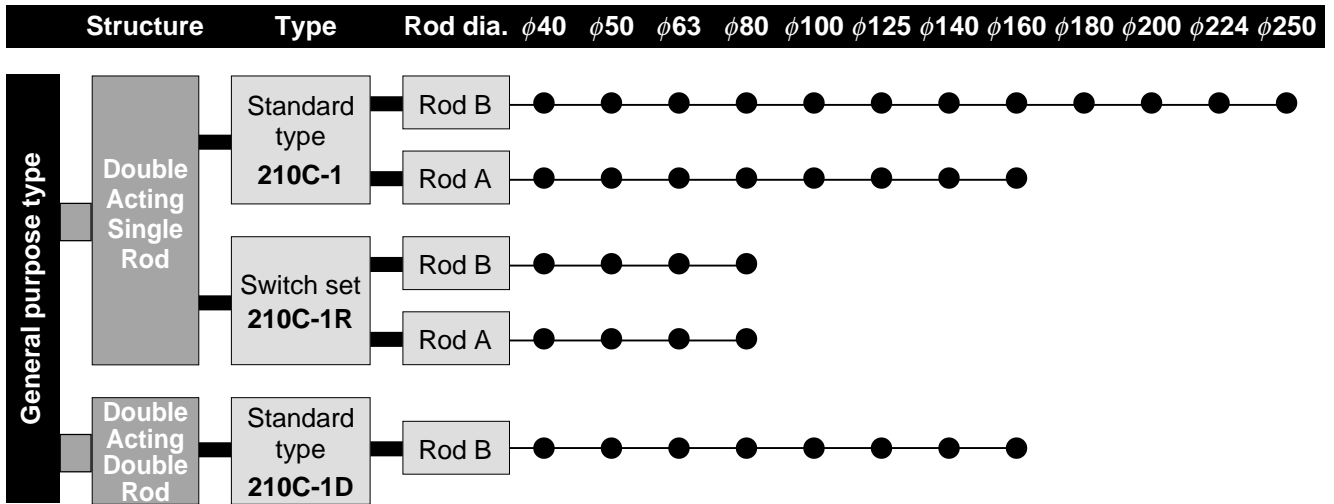 Structure Type Rod dia. ϕ40 ϕ50 ϕ63 ϕ80 ϕ100 ϕ125 ϕ140 ϕ160 ϕ180 ϕ200 ϕ224 ϕ250
General purpose type
Double
Acting
Single
Rod
Standard
type
210C-1
Rod B
Rod A
Switch set
210C-1R
Rod B
Rod A
Double
Acting
Double
Rod
Standard
type
210C-1D
Rod B